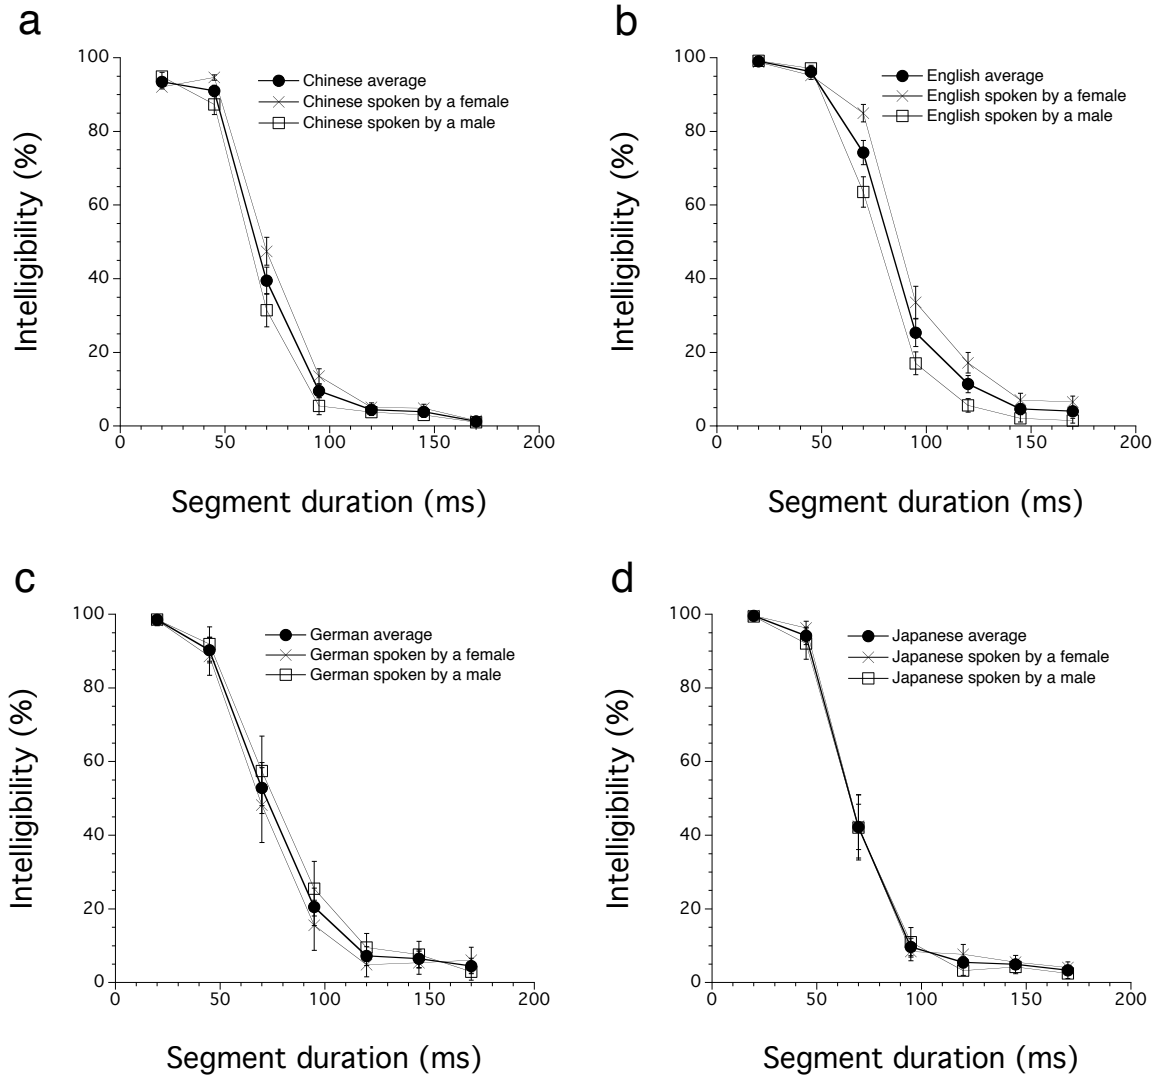 a
100
80
60
40
20
0
0 50 100 150 200
Intelligibility (%)
Segment duration (ms)
Chinese average
Chinese spoken by a female
Chinese spoken by a male
b
100
80
60
40
20
0
0 50 100 150 200
Intelligibility (%)
Segment duration (ms)
English average
English spoken by a female
English spoken by a male
c
100
80
60
40
20
0
0 50 100 150 200
Intelligibility (%)
Segment duration (ms)
German average
German spoken by a female
German spoken by a male
d
100
80
60
40
20
0
0 50 100 150 200
Intelligibility (%)
Segment duration (ms)
Japanese average
Japanese spoken by a female
Japanese spoken by a male